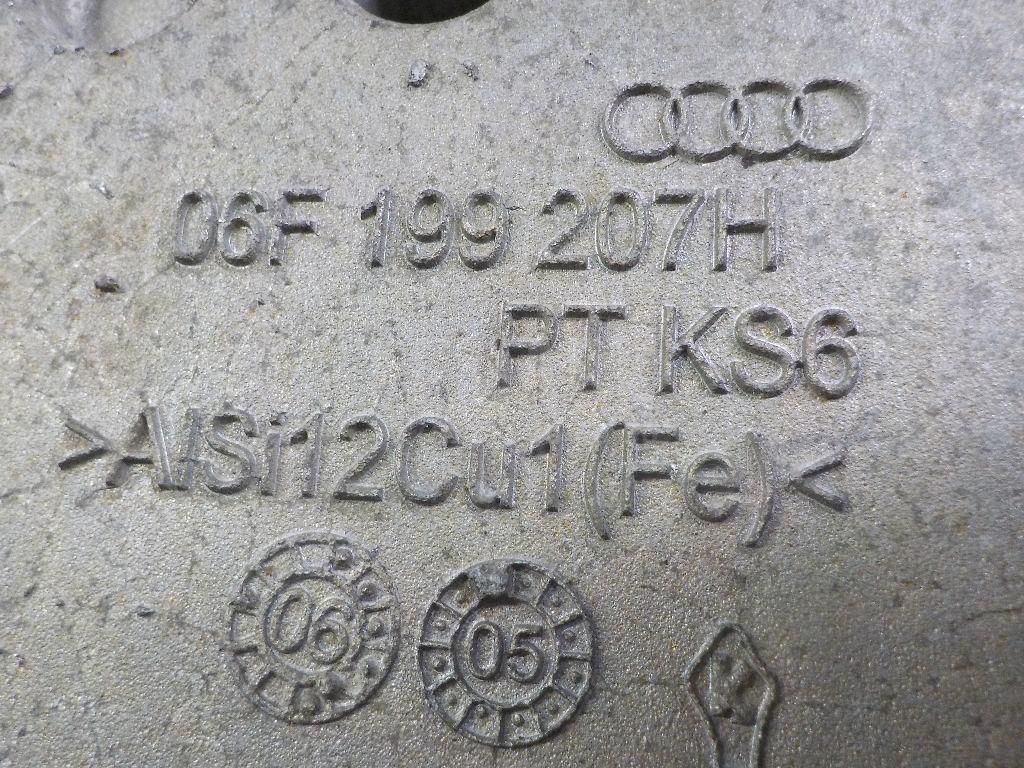 06F 199 207H
PT KS6
>AlSi12Cu1(Fe)<
06 05